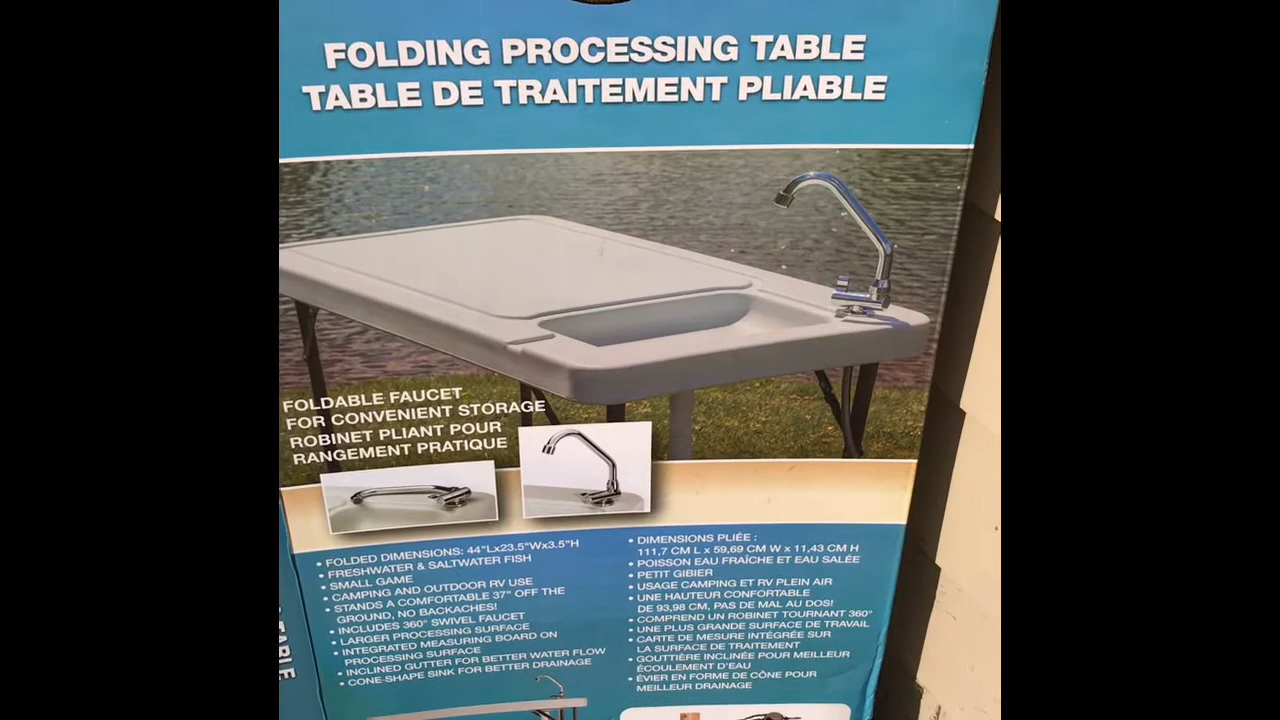 FOLDING PROCESSING TABLE
TABLE DE TRAITEMENT PLIABLE
FOLDABLE FAUCET
FOR CONVENIENT STORAGE
ROBINET PLIANT POUR
RANGEMENT PRATIQUE
• FOLDED DIMENSIONS: 44"Lx23.5"Wx3.5"H
• FRESHWATER & SALTWATER FISH
• SMALL GAME
• CAMPING AND OUTDOOR RV USE
• STANDS A COMFORTABLE 37" OFF THE
GROUND, NO BACKACHES!
• INCLUDES 360° SWIVEL FAUCET
• LARGER PROCESSING SURFACE
• INTEGRATED MEASURING BOARD ON
PROCESSING SURFACE
• INCLINED GUTTER FOR BETTER WATER FLOW
• CONE-SHAPE SINK FOR BETTER DRAINAGE
• DIMENSIONS PLIÉE :
111,7 CM L x 59,69 CM W x 11,43 CM H
• POISSON EAU FRAÎCHE ET EAU SALÉE
• PETIT GIBIER
• USAGE CAMPING ET RV PLEIN AIR
• UNE HAUTEUR CONFORTABLE
DE 93,98 CM, PAS DE MAL AU DOS!
• COMPREND UN ROBINET TOURNANT 360°
• UNE PLUS GRANDE SURFACE DE TRAVAIL
• CARTE DE MESURE INTÉGRÉE SUR
LA SURFACE DE TRAITEMENT
• GOUTTIÈRE INCLINÉE POUR MEILLEUR
ÉCOULEMENT D'EAU
• ÉVIER EN FORME DE CÔNE POUR
MEILLEUR DRAINAGE